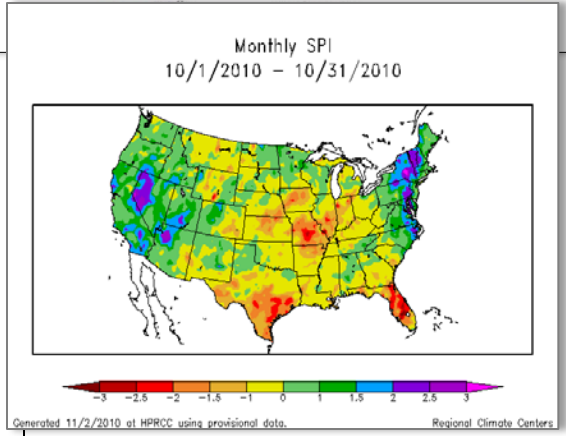 Monthly SPI
10/1/2010 – 10/31/2010
-3 -2.5 -2 -1.5 -1 0 1 1.5 2 2.5 3
Generated 11/2/2010 at HPRCC using provisional data. Regional Climate Centers